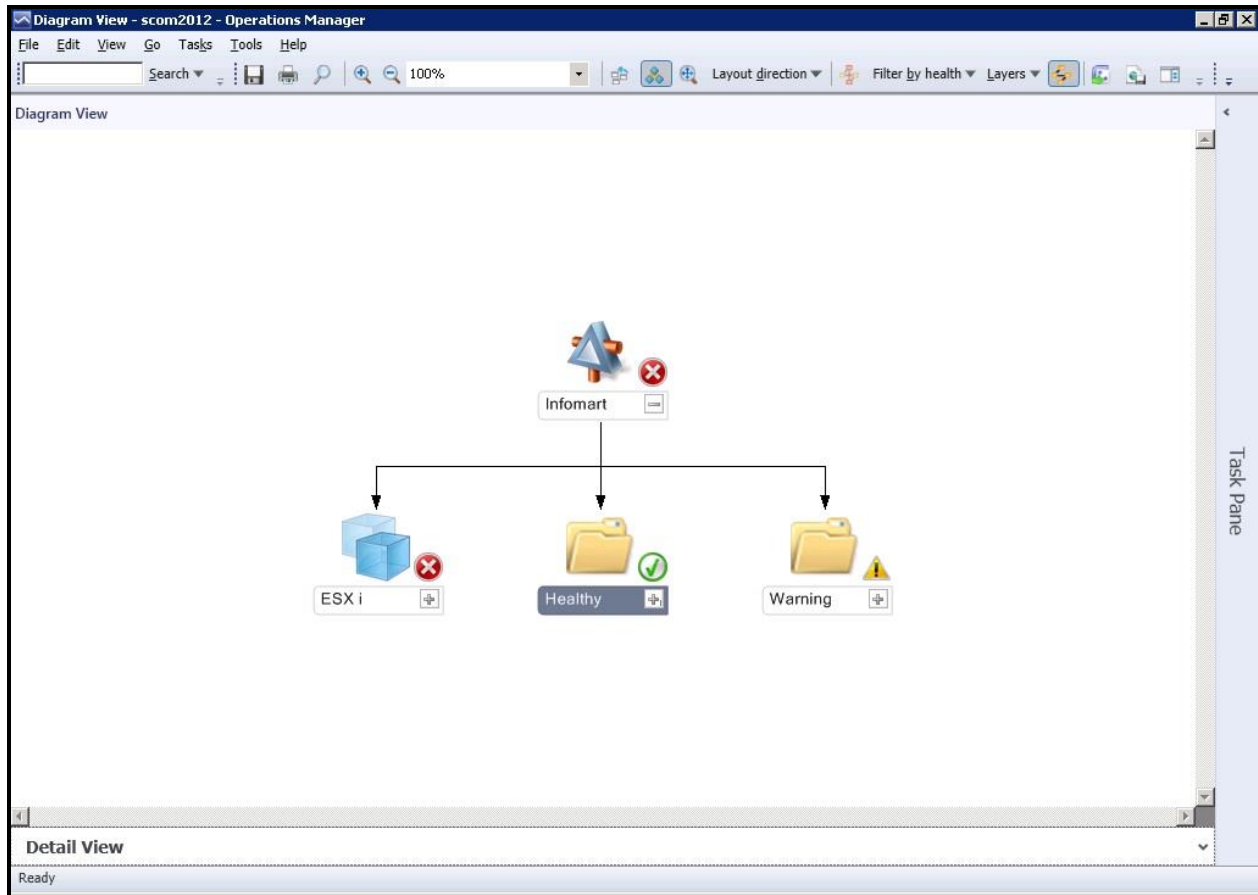 Diagram View - scom2012 - Operations Manager
File Edit View Go Tasks Tools Help
Search 100% Layout direction Filter by health Layers
Diagram View
Infomart
ESX i Healthy Warning
Task Pane
Detail View
Ready